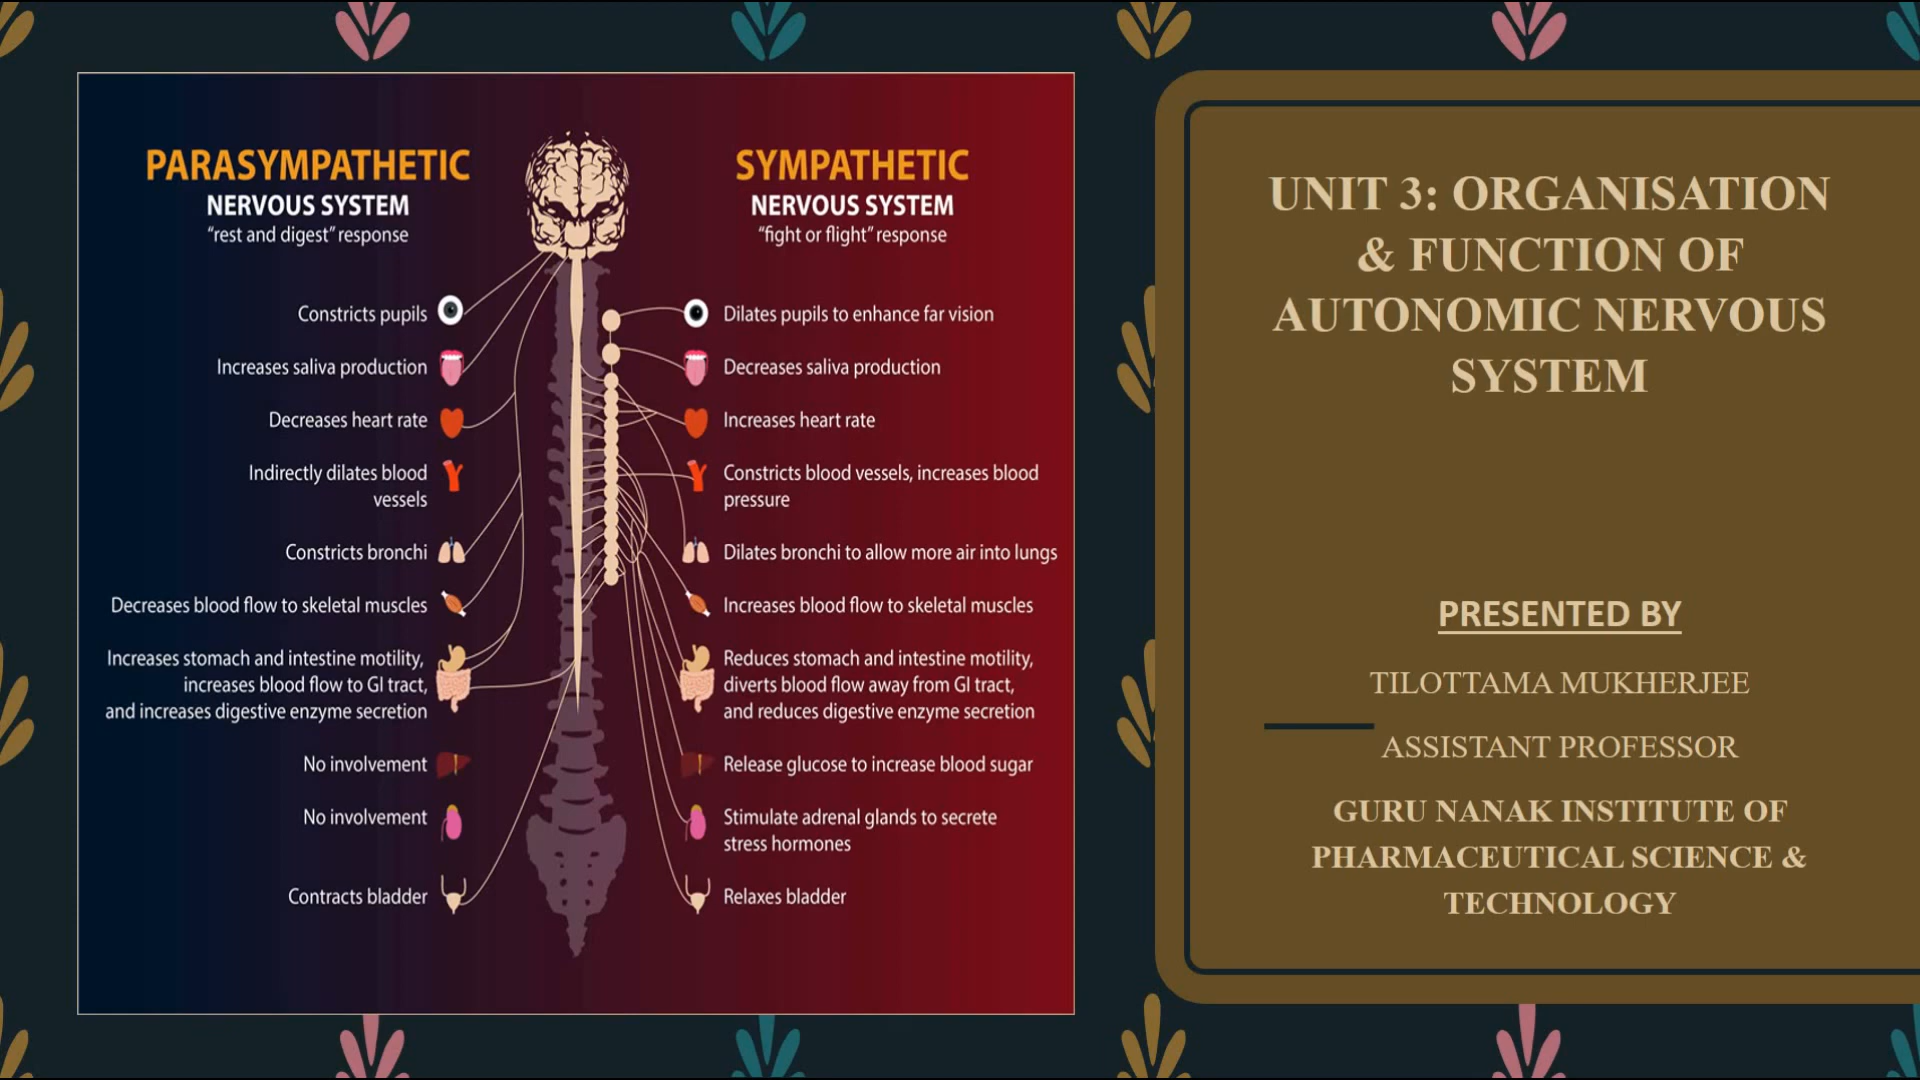 PARASYMPATHETIC
NERVOUS SYSTEM
“rest and digest” response
Constricts pupils
Increases saliva production
Decreases heart rate
Indirectly dilates blood
vessels
Constricts bronchi
Decreases blood flow to skeletal muscles
Increases stomach and intestine motility,
increases blood flow to GI tract,
and increases digestive enzyme secretion
No involvement
No involvement
Contracts bladder
SYMPATHETIC
NERVOUS SYSTEM
“fight or flight” response
Dilates pupils to enhance far vision
Decreases saliva production
Increases heart rate
Constricts blood vessels, increases blood
pressure
Dilates bronchi to allow more air into lungs
Increases blood flow to skeletal muscles
Reduces stomach and intestine motility,
diverts blood flow away from GI tract,
and reduces digestive enzyme secretion
Release glucose to increase blood sugar
Stimulate adrenal glands to secrete
stress hormones
Relaxes bladder
UNIT 3: ORGANISATION
& FUNCTION OF
AUTONOMIC NERVOUS
SYSTEM
PRESENTED BY
TILOTTAMA MUKHERJEE
ASSISTANT PROFESSOR
GURU NANAK INSTITUTE OF
PHARMACEUTICAL SCIENCE &
TECHNOLOGY